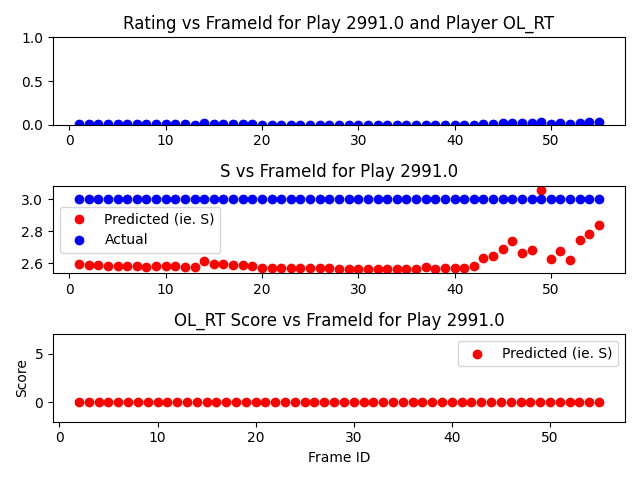 Rating vs FrameId for Play 2991.0 and Player OL_RT
1.0
0.5
0.0
0 10 20 30 40 50
S vs FrameId for Play 2991.0
3.0
2.8
2.6
Predicted (ie. S)
Actual
0 10 20 30 40 50
OL_RT Score vs FrameId for Play 2991.0
Score
5
0
Predicted (ie. S)
0 10 20 30 40 50
Frame ID